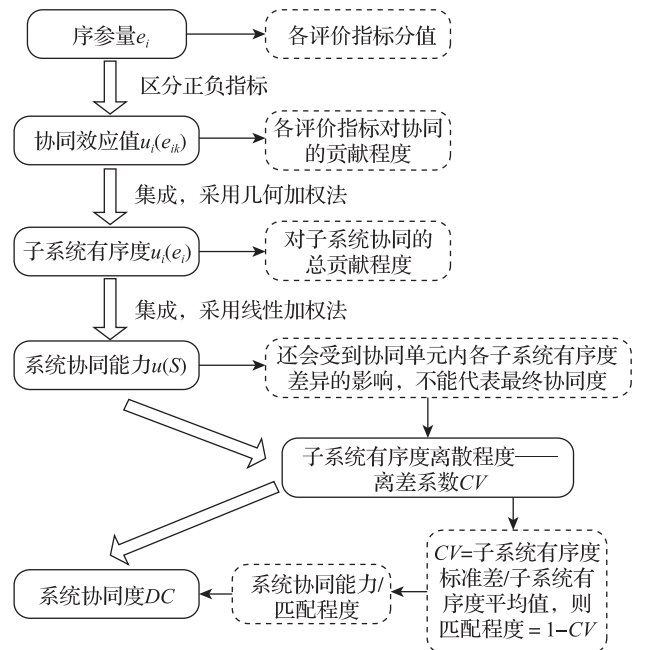 序参量ei
各评价指标分值
区分正负指标
协同效应值ui(eik)
各评价指标对协同
的贡献程度
集成，采用几何加权法
子系统有序度ui(ei)
对子系统协同的
总贡献程度
集成，采用线性加权法
系统协同能力u(S)
还会受到协同单元内各子系统有序度
差异的影响，不能代表最终协同度
子系统有序度离散程度——
离差系数CV
CV=子系统有序度
标准差/子系统有
序度平均值，则
匹配程度=1-CV
系统协同能力/
匹配程度
系统协同度DC